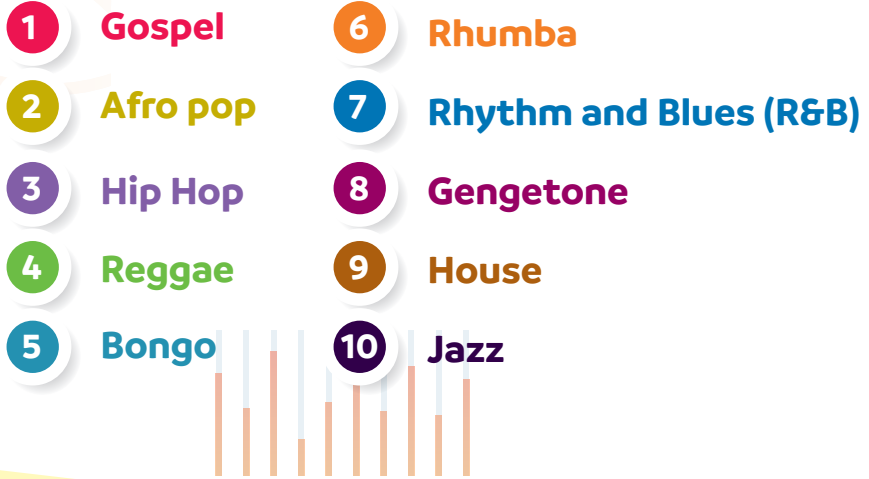 1 Gospel
2 Afro pop
3 Hip Hop
4 Reggae
5 Bongo
6 Rhumba
7 Rhythm and Blues (R&B)
8 Gengetone
9 House
10 Jazz